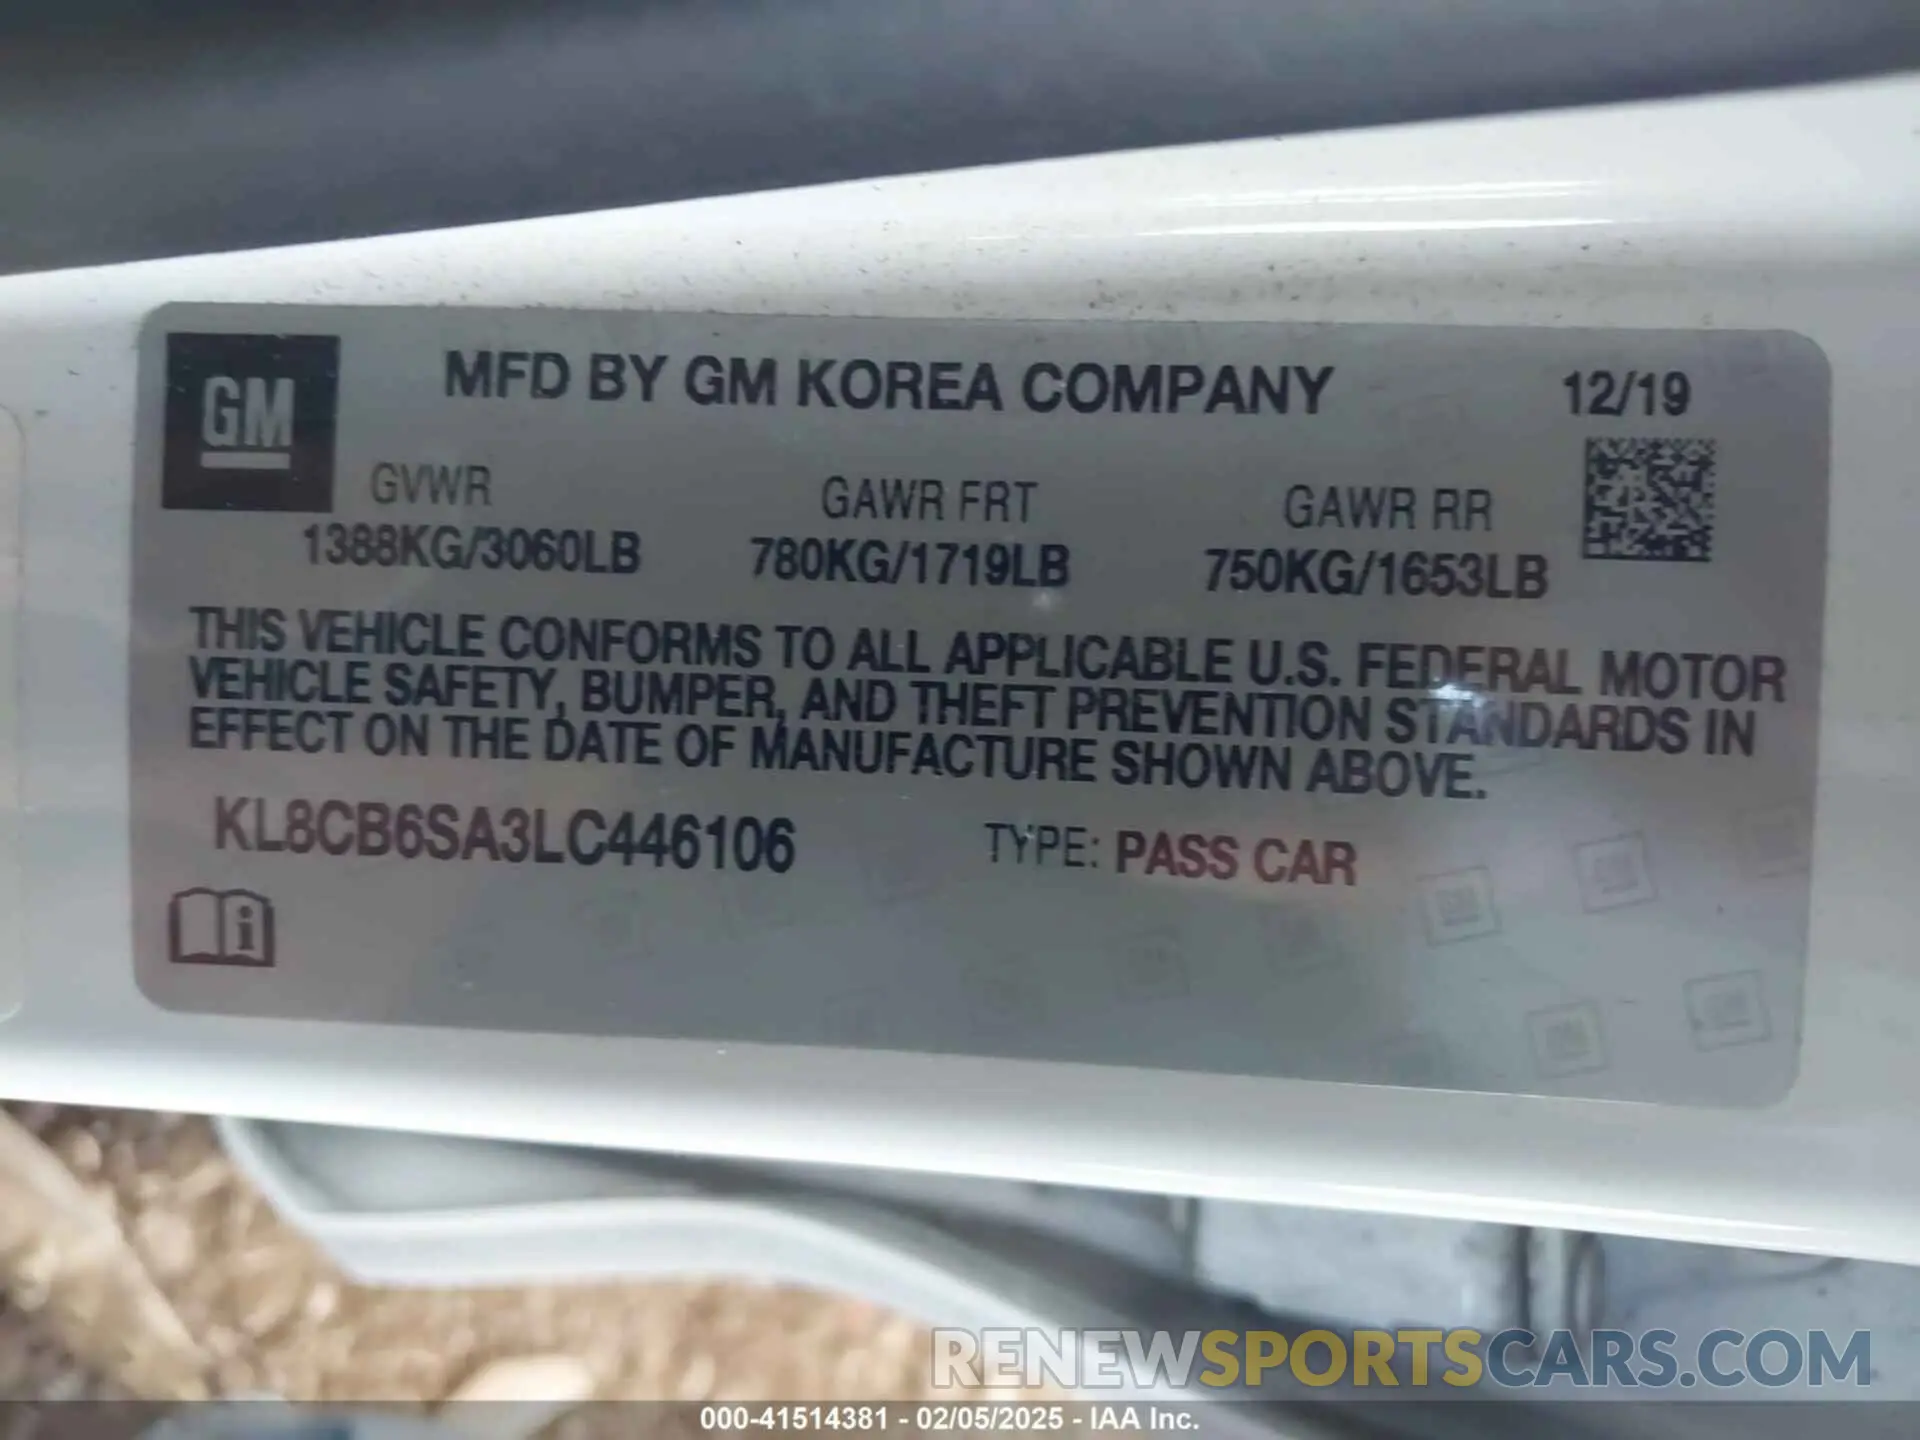 GM
MFD BY GM KOREA COMPANY 12/19
GVWR GAWR FRT GAWR RR
1388KG/3060LB 780KG/1719LB 750KG/1653LB
THIS VEHICLE CONFORMS TO ALL APPLICABLE U.S. FEDERAL MOTOR
VEHICLE SAFETY, BUMPER, AND THEFT PREVENTION STANDARDS IN
EFFECT ON THE DATE OF MANUFACTURE SHOWN ABOVE.
KL8CB6SA3LC446106 TYPE: PASS CAR
RENEWSPORTSCARS.COM
000-41514381 - 02/05/2025 - IAA Inc.